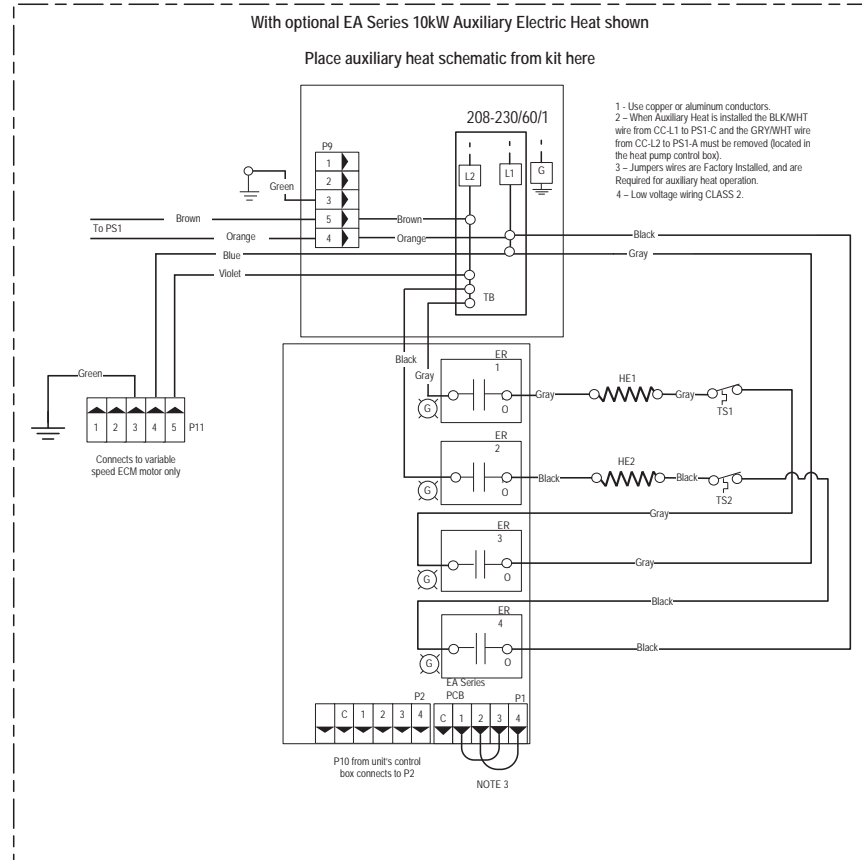 With optional EA Series 10kW Auxiliary Electric Heat shown
Place auxiliary heat schematic from kit here
208-230/60/1
1 - Use copper or aluminum conductors.
2 – When Auxiliary Heat is installed the BLK/WHT
wire from CC-L1 to PS1-C and the GRY/WHT wire
from CC-L2 to PS1-A must be removed (located in
the heat pump control box).
3 – Jumpers wires are Factory Installed, and are
Required for auxiliary heat operation.
4 – Low voltage wiring CLASS 2.
P9
1
2
3
5
4
L2
L1
G
Green
Brown
Brown
To PS1
Orange
Orange
Black
Blue
Gray
Violet
TB
Black
Gray
ER
1
G
O
Gray
HE1
Gray
TS1
Green
1
2
3
4
5
P11
Connects to variable
speed ECM motor only
ER
2
G
O
Black
HE2
Black
TS2
Gray
ER
3
G
O
Gray
Black
ER
4
G
O
Black
EA Series
PCB
P2
C
1
2
3
4
P1
C
1
2
3
4
P10 from unit's control
box connects to P2
NOTE 3